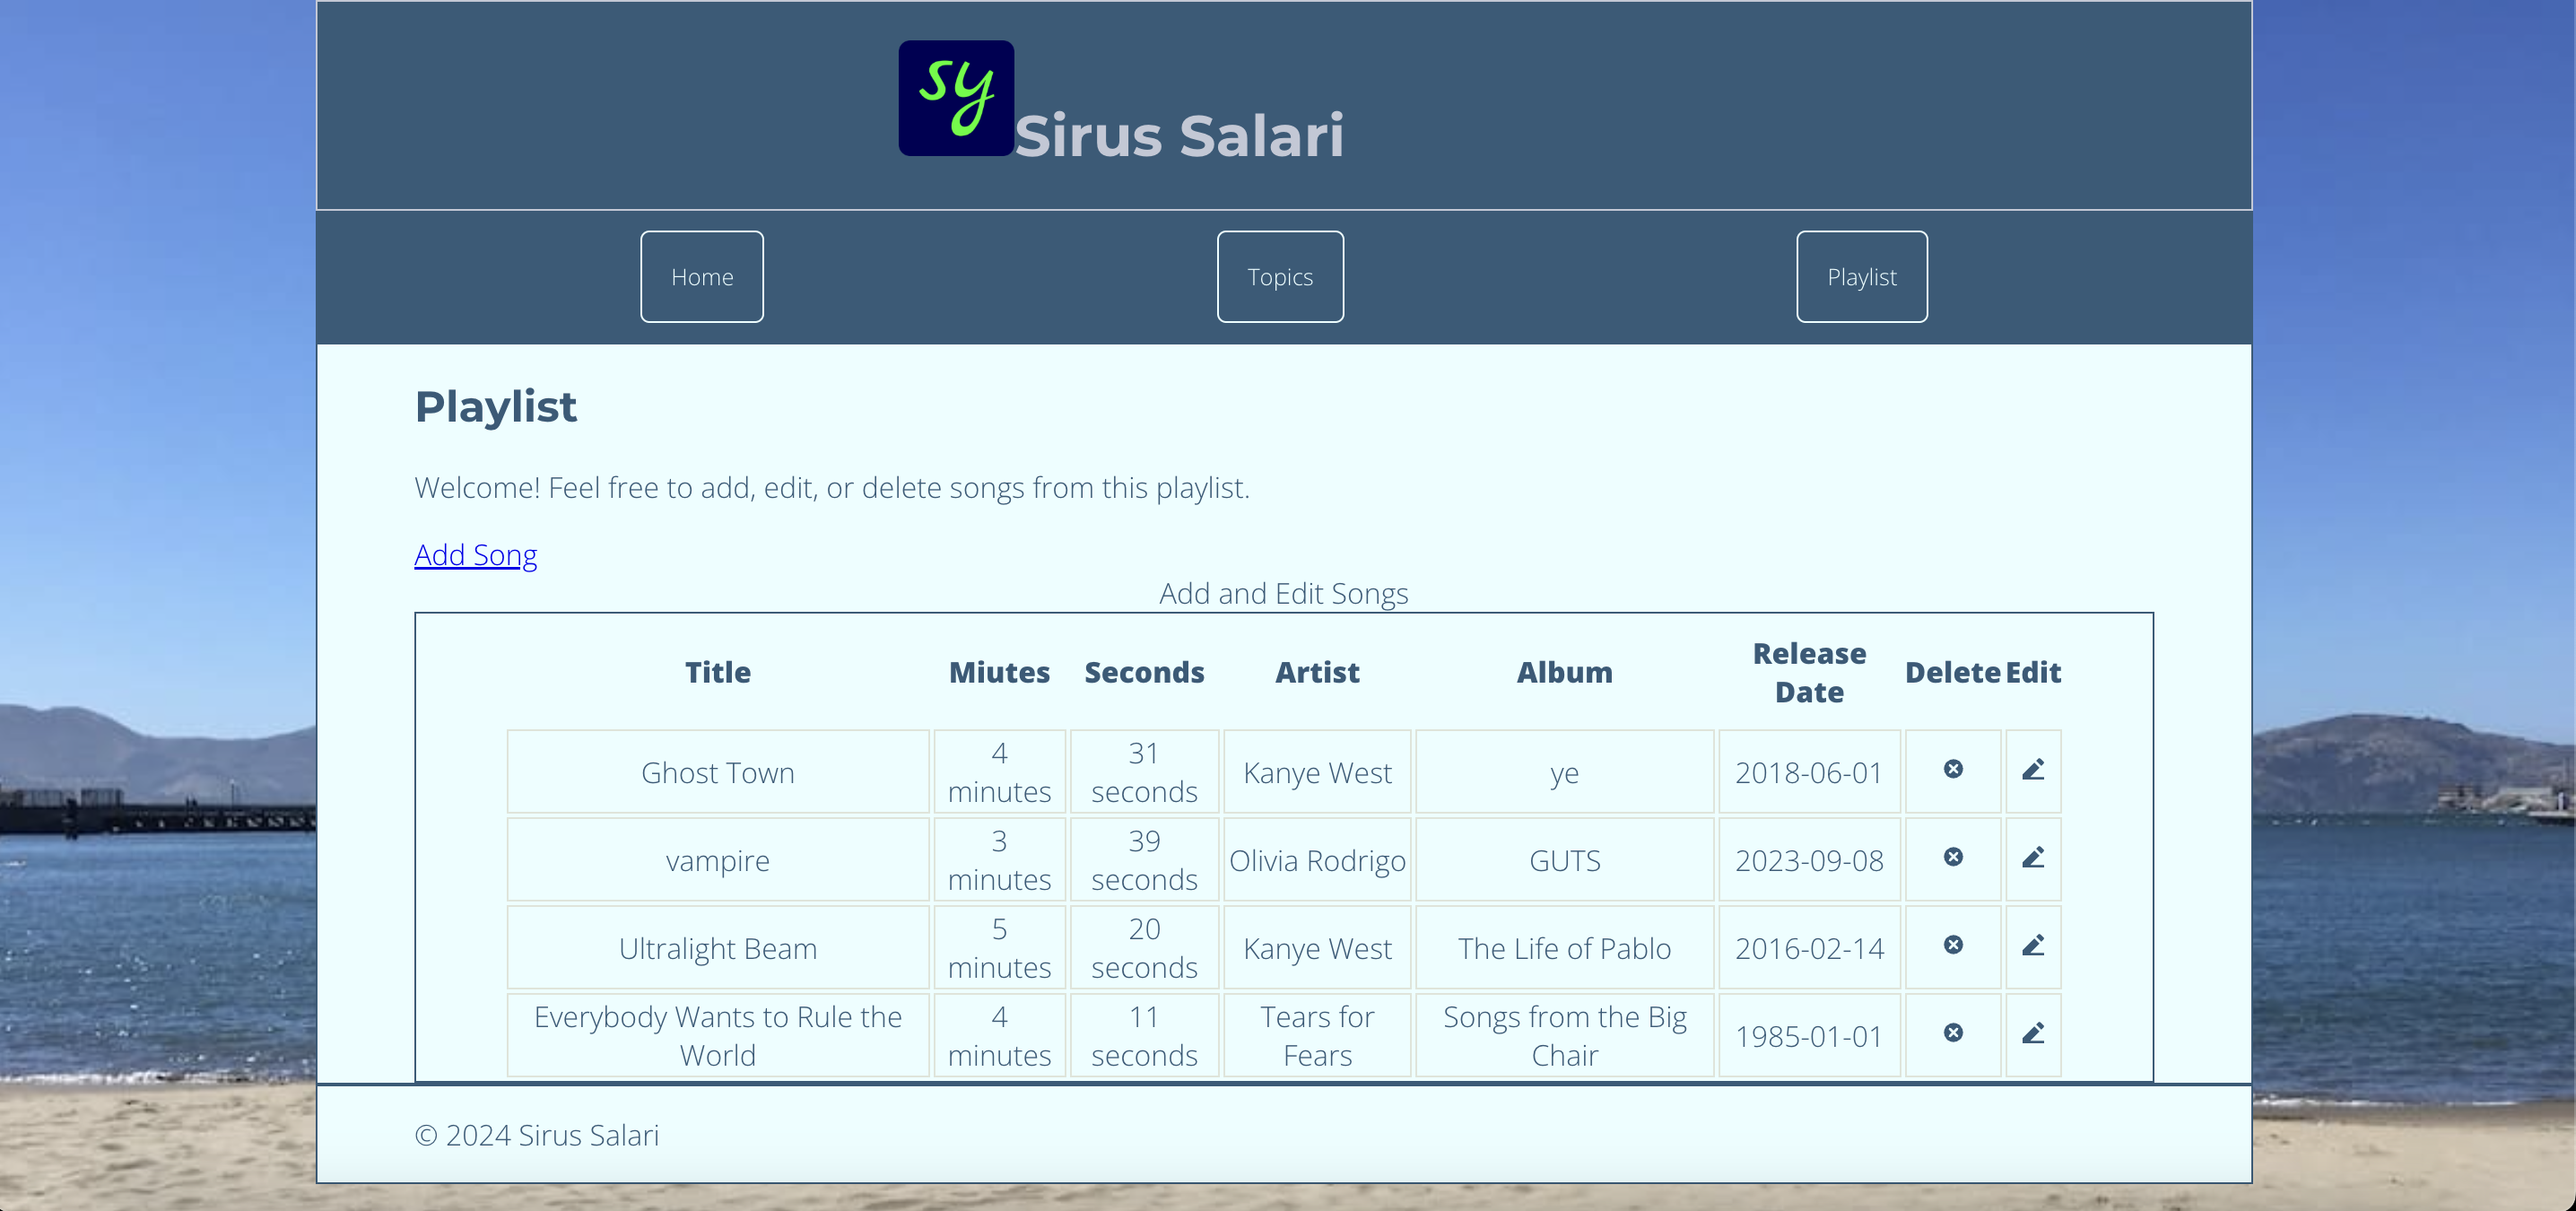 sy
Sirus Salari
Home Topics Playlist
Playlist
Welcome! Feel free to add, edit, or delete songs from this playlist.
Add Song
Add and Edit Songs
Title Miutes Seconds Artist Album Release Date Delete Edit
Ghost Town 4 minutes 31 seconds Kanye West ye 2018-06-01
vampire 3 minutes 39 seconds Olivia Rodrigo GUTS 2023-09-08
Ultralight Beam 5 minutes 20 seconds Kanye West The Life of Pablo 2016-02-14
Everybody Wants to Rule the World 4 minutes 11 seconds Tears for Fears Songs from the Big Chair 1985-01-01
© 2024 Sirus Salari